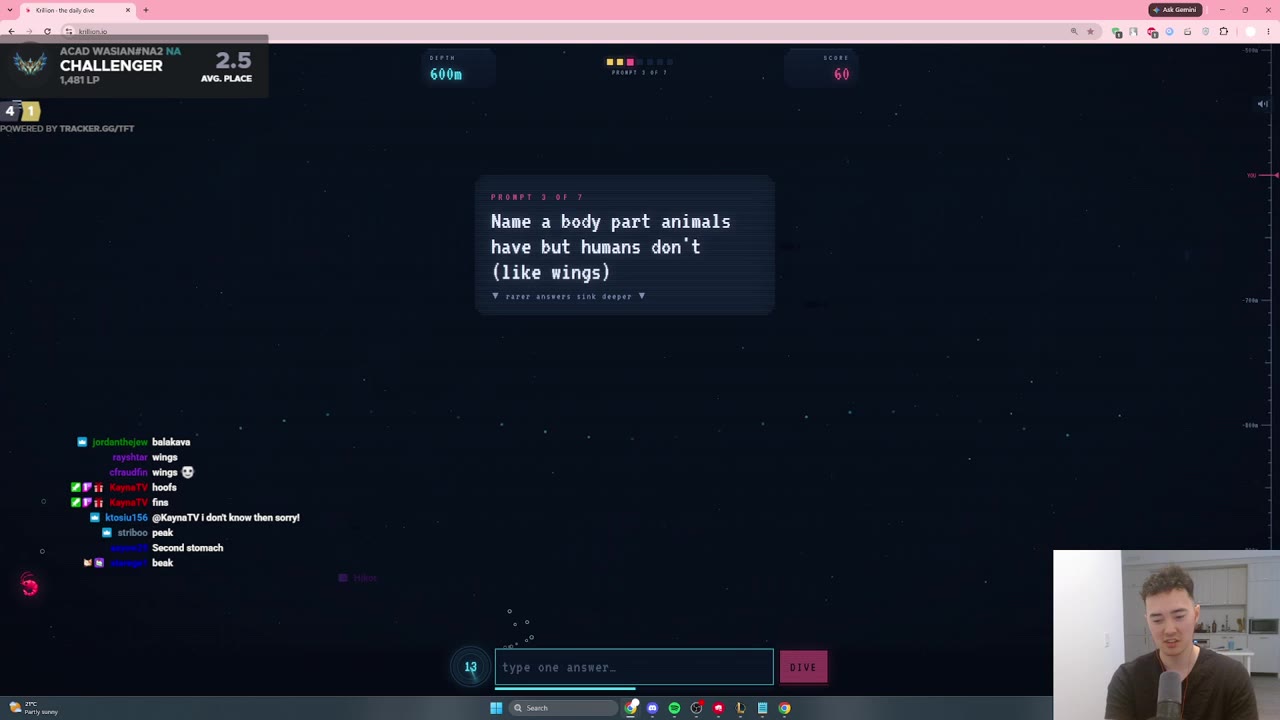 Krillion - the daily dive
Ask Gemini
krillion.io
ACAD WASIAN#NA2 NA
CHALLENGER
1,481 LP
2.5
AVG. PLACE
4 1
POWERED BY TRACKER.GG/TFT
DEPTH
600m
PROMPT 3 OF 7
SCORE
60
YOU
PROMPT 3 OF 7
Name a body part animals
have but humans don't
(like wings)
▼ rarer answers sink deeper ▼
jordanthejew balakava
rayshtar wings
cfraudfin wings
KaynaTV hoofs
KaynaTV fins
ktosiu156 @KaynaTV i don't know then sorry!
striboo peak
Second stomach
beak
13
type one answer…
DIVE
21°C
Partly sunny
Search